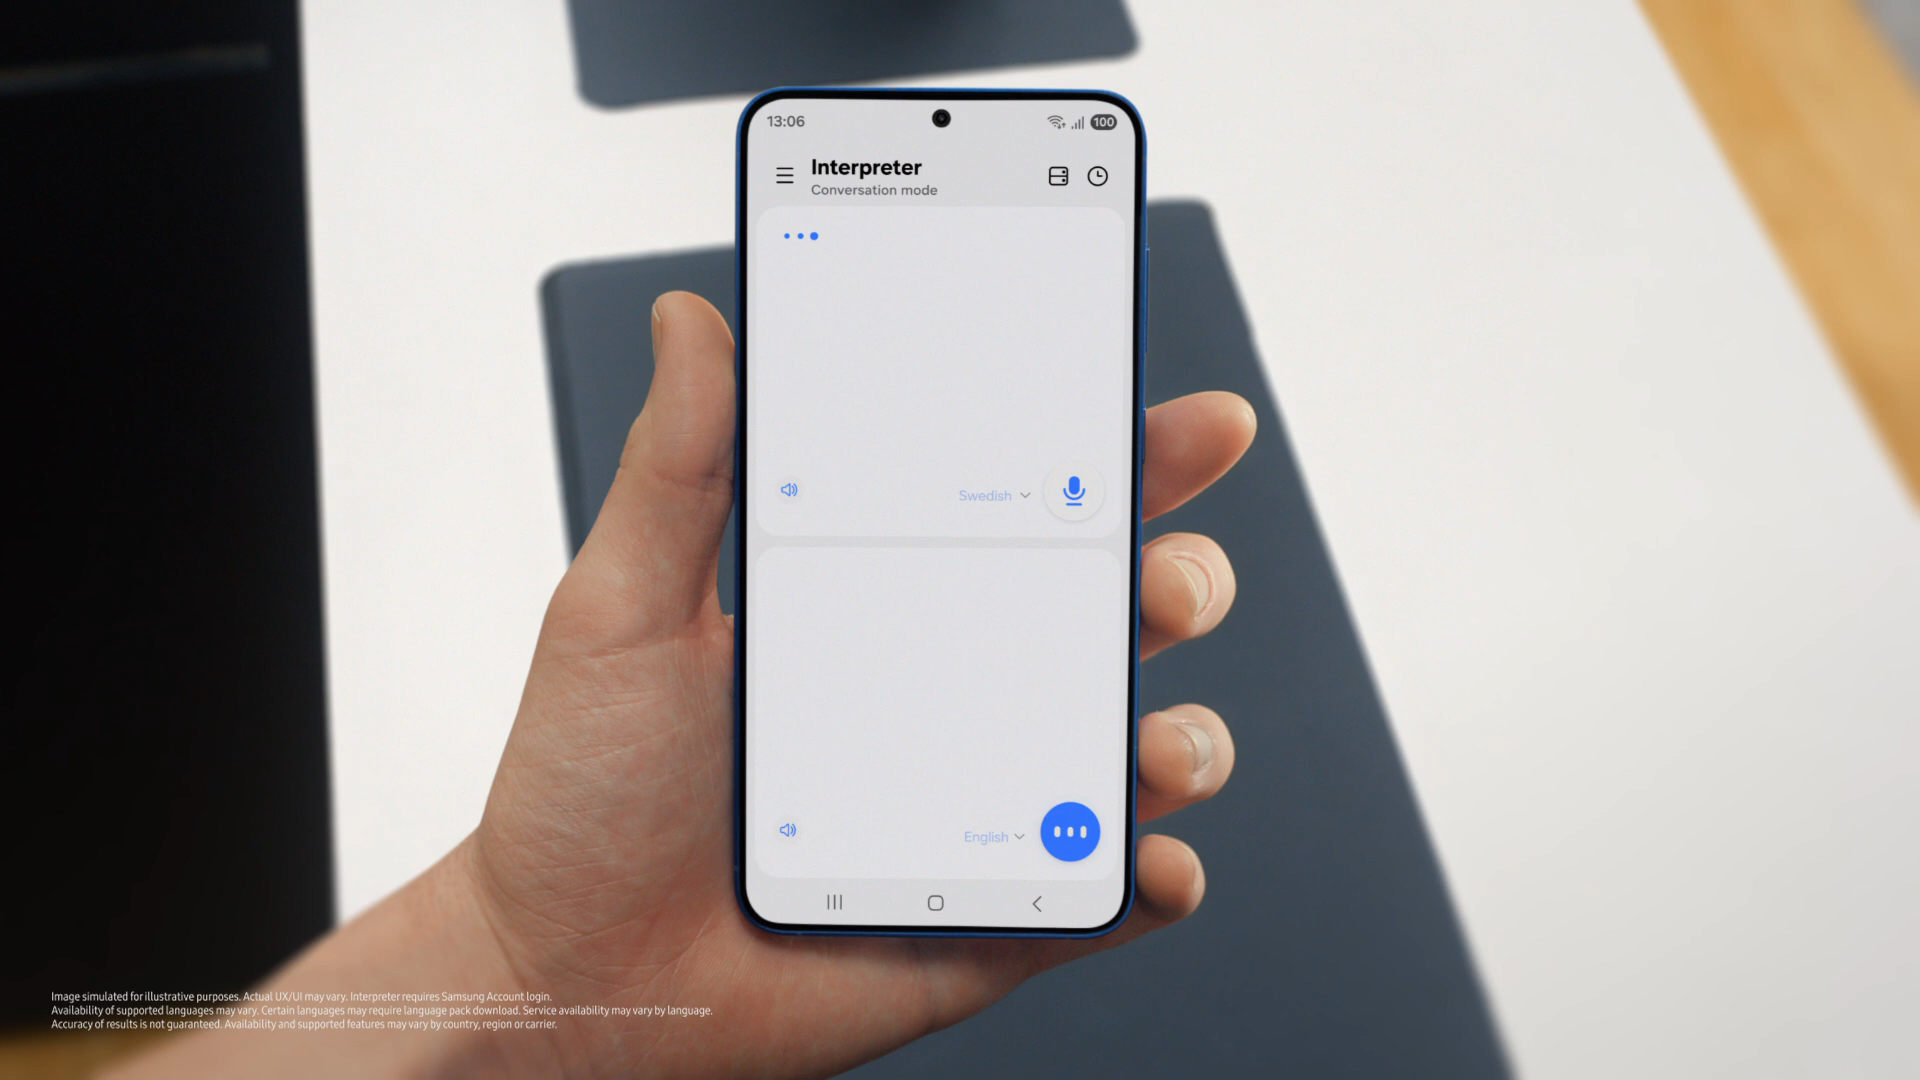 13:06
100
Interpreter
Conversation mode
Swedish
English
Image simulated for illustrative purposes. Actual UX/UI may vary. Interpreter requires Samsung Account login.
Availability of supported languages may vary. Certain languages may require language pack download. Service availability may vary by language.
Accuracy of results is not guaranteed. Availability and supported features may vary by country, region or carrier.